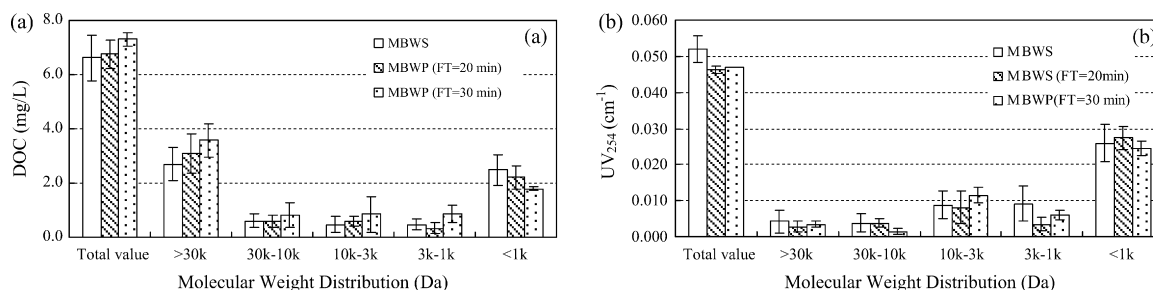 (a)
DOC (mg/L)
8.0
6.0
4.0
2.0
0.0
(a)
MBWS
MBWP (FT=20 min)
MBWP (FT=30 min)
Total value >30k 30k-10k 10k-3k 3k-1k <1k
Molecular Weight Distribution (Da)
(b)
UV254 (cm-1)
0.060
0.050
0.040
0.030
0.020
0.010
0.000
(b)
MBWS
MBWS (FT=20min)
MBWP(FT=30 min)
Total value >30k 30k-10k 10k-3k 3k-1k <1k
Molecular Weight Distribution (Da)